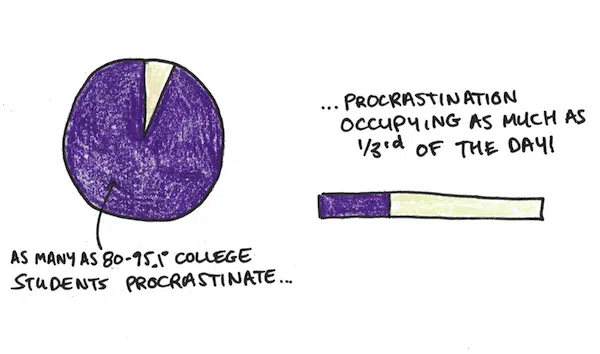 AS MANY AS 80-95% COLLEGE
STUDENTS PROCRASTINATE...
...PROCRASTINATION
OCCUPYING AS MUCH AS
1/3rd OF THE DAY!